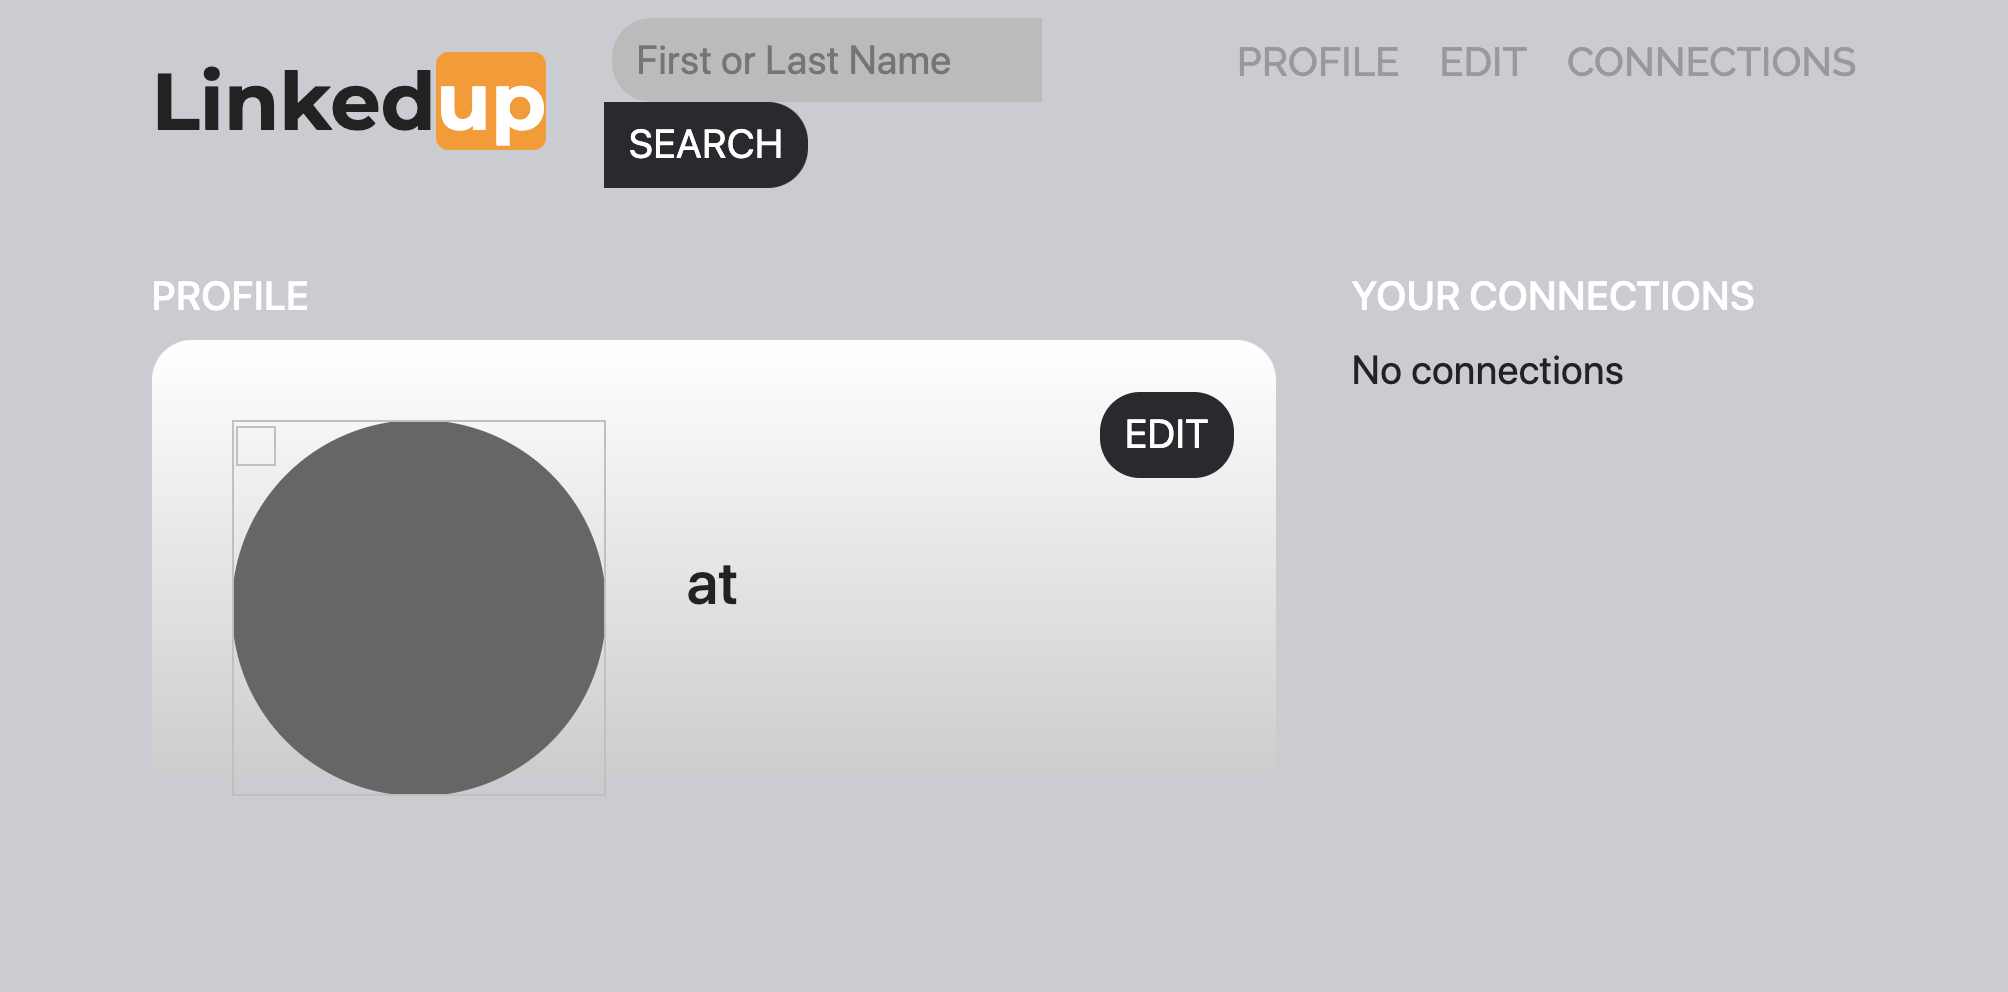 Linkedup
First or Last Name
SEARCH
PROFILE EDIT CONNECTIONS
PROFILE
EDIT
at
YOUR CONNECTIONS
No connections